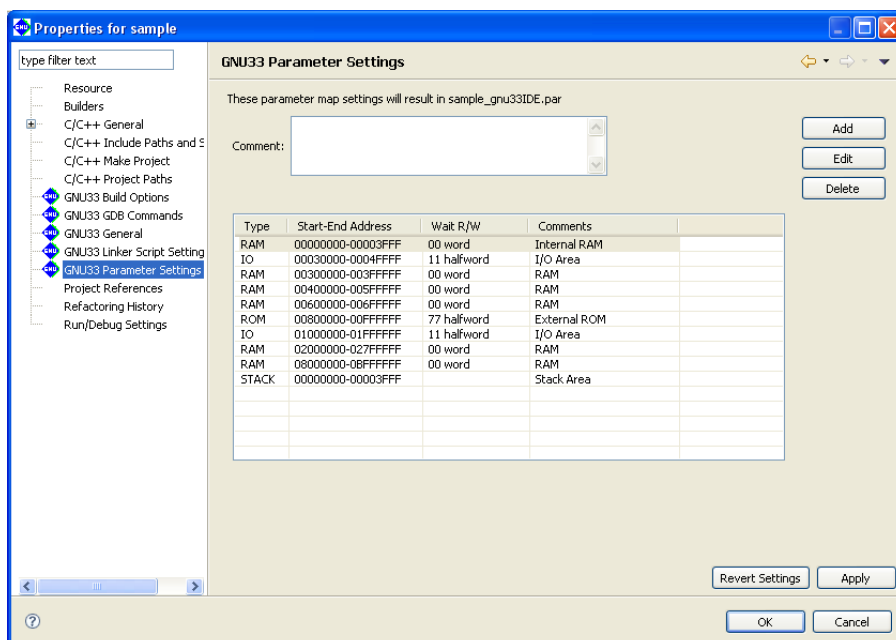 Properties for sample
type filter text
Resource
Builders
C/C++ General
C/C++ Include Paths and S
C/C++ Make Project
C/C++ Project Paths
GNU33 Build Options
GNU33 GDB Commands
GNU33 General
GNU33 Linker Script Setting
GNU33 Parameter Settings
Project References
Refactoring History
Run/Debug Settings
GNU33 Parameter Settings
These parameter map settings will result in sample_gnu33IDE.par
Comment:
Add
Edit
Delete
Type Start-End Address Wait R/W Comments
RAM 00000000-00003FFF 00 word Internal RAM
IO 00030000-0004FFFF 11 halfword I/O Area
RAM 00300000-003FFFFF 00 word RAM
RAM 00400000-005FFFFF 00 word RAM
RAM 00600000-006FFFFF 00 word RAM
ROM 00800000-00FFFFFF 77 halfword External ROM
IO 01000000-01FFFFFF 11 halfword I/O Area
RAM 02000000-027FFFFF 00 word RAM
RAM 08000000-0BFFFFFF 00 word RAM
STACK 00000000-00003FFF Stack Area
Revert Settings
Apply
OK
Cancel